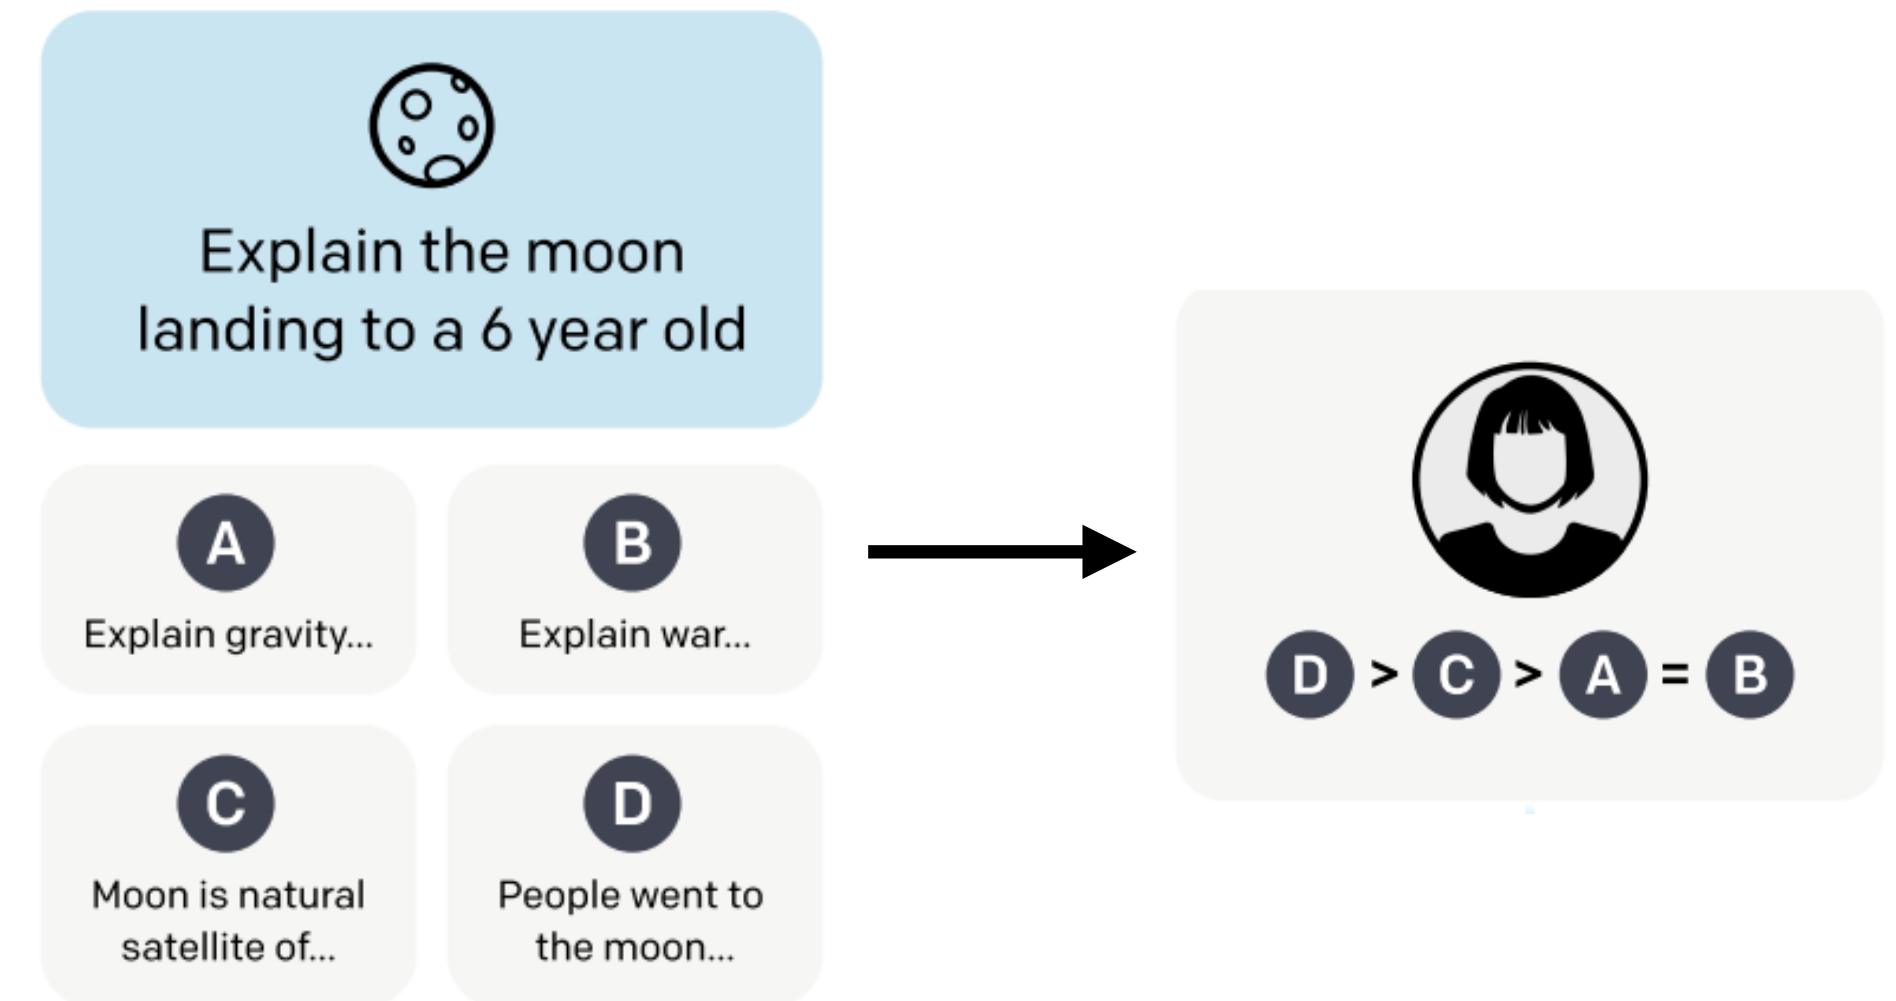 Explain the moon
landing to a 6 year old
A
Explain gravity...
B
Explain war...
C
Moon is natural
satellite of...
D
People went to
the moon...
D > C > A = B